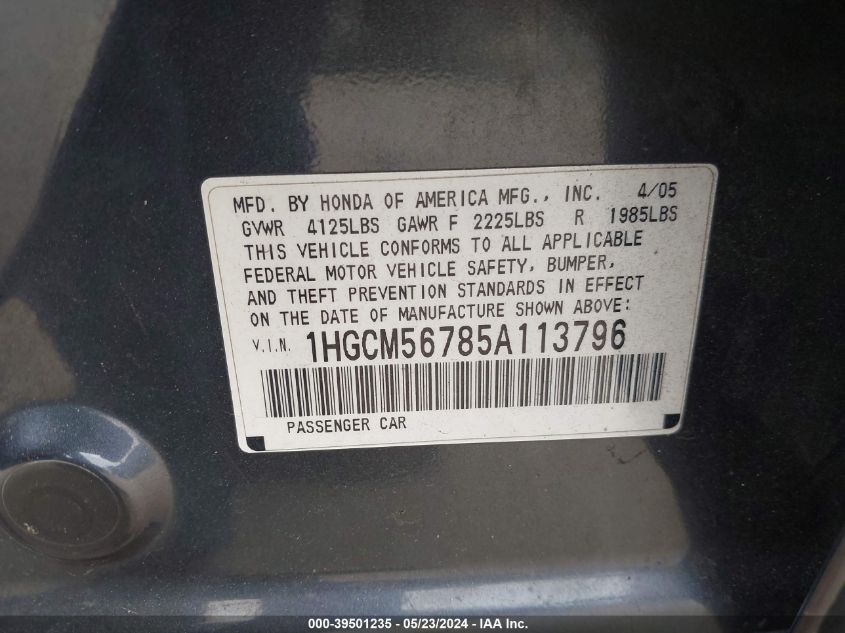 MFD. BY HONDA OF AMERICA MFG., INC. 4/05
GVWR 4125LBS GAWR F 2225LBS R 1985LBS
THIS VEHICLE CONFORMS TO ALL APPLICABLE
FEDERAL MOTOR VEHICLE SAFETY, BUMPER,
AND THEFT PREVENTION STANDARDS IN EFFECT
ON THE DATE OF MANUFACTURE SHOWN ABOVE:
V.I.N. 1HGCM56785A113796
PASSENGER CAR
000-39501235 - 05/23/2024 - IAA Inc.